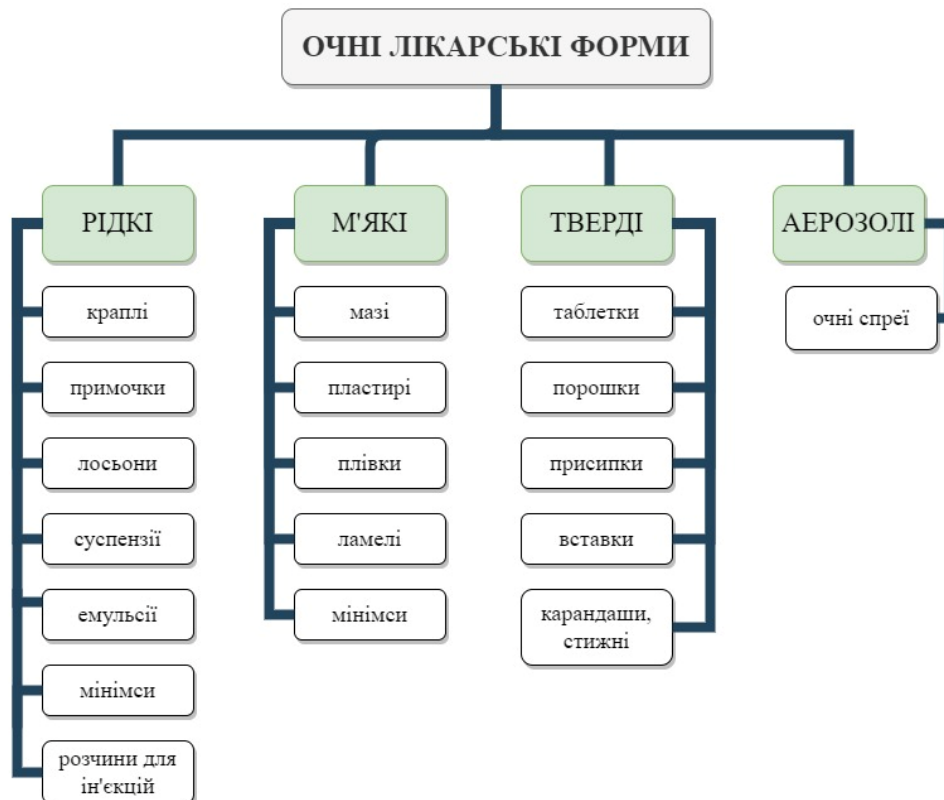 ОЧНІ ЛІКАРСЬКІ ФОРМИ
РІДКІ
краплі
примочки
лосьони
суспензії
емульсії
мінімси
розчини для
ін'єкцій
М'ЯКІ
мазі
пластирі
плівки
ламелі
мінімси
ТВЕРДІ
таблетки
порошки
присипки
вставки
карандаши,
стижні
АЕРОЗОЛІ
очні спреї